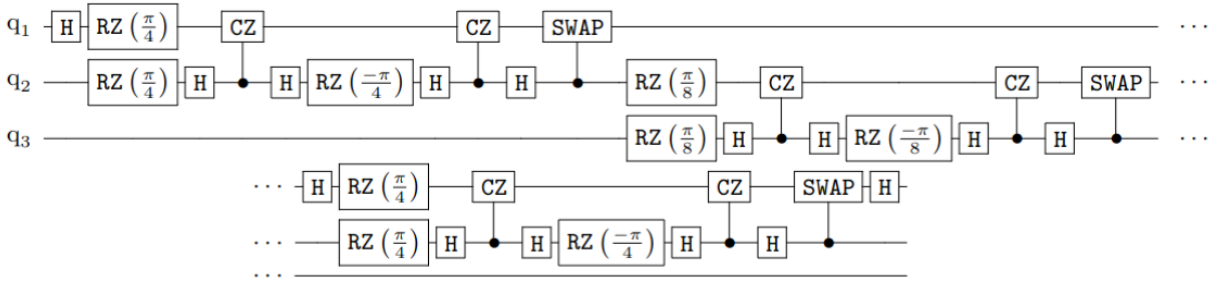 q₁ H RZ (π/4) CZ CZ SWAP ···
q₂ RZ (π/4) H H RZ (−π/4) H H RZ (π/8) CZ CZ SWAP ···
q₃ RZ (π/8) H H RZ (−π/8) H H ···
··· H RZ (π/4) CZ CZ SWAP H
··· RZ (π/4) H H RZ (−π/4) H H
···